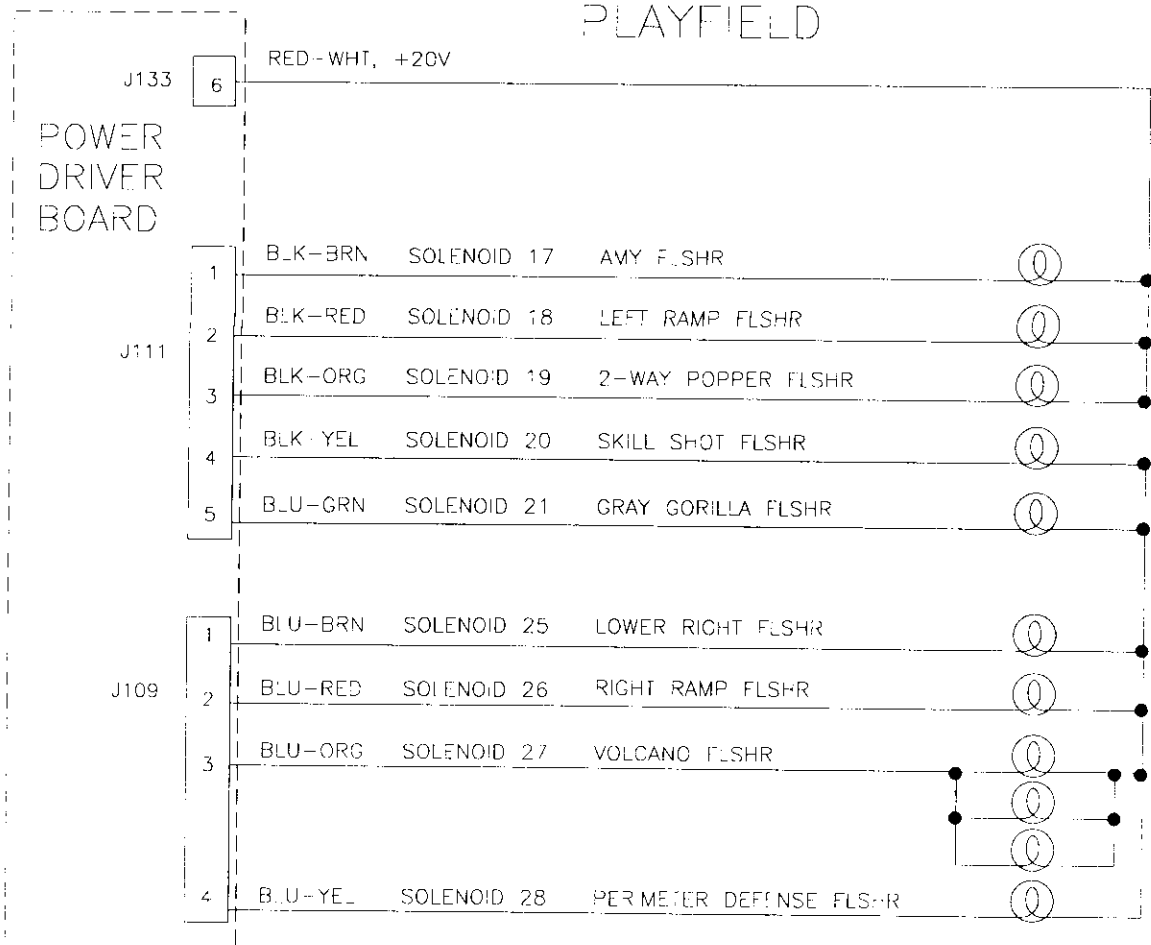 PLAYFIELD
J133 6 RED-WHT, +20V
POWER
DRIVER
BOARD
J111
1 BLK-BRN SOLENOID 17 AMY FLSHR
2 BLK-RED SOLENOID 18 LEFT RAMP FLSHR
3 BLK-ORG SOLENOID 19 2-WAY POPPER FLSHR
4 BLK-YEL SOLENOID 20 SKILL SHOT FLSHR
5 BLU-GRN SOLENOID 21 GRAY GORILLA FLSHR
J109
1 BLU-BRN SOLENOID 25 LOWER RIGHT FLSHR
2 BLU-RED SOLENOID 26 RIGHT RAMP FLSHR
3 BLU-ORG SOLENOID 27 VOLCANO FLSHR
4 BLU-YEL SOLENOID 28 PERIMETER DEFENSE FLSHR